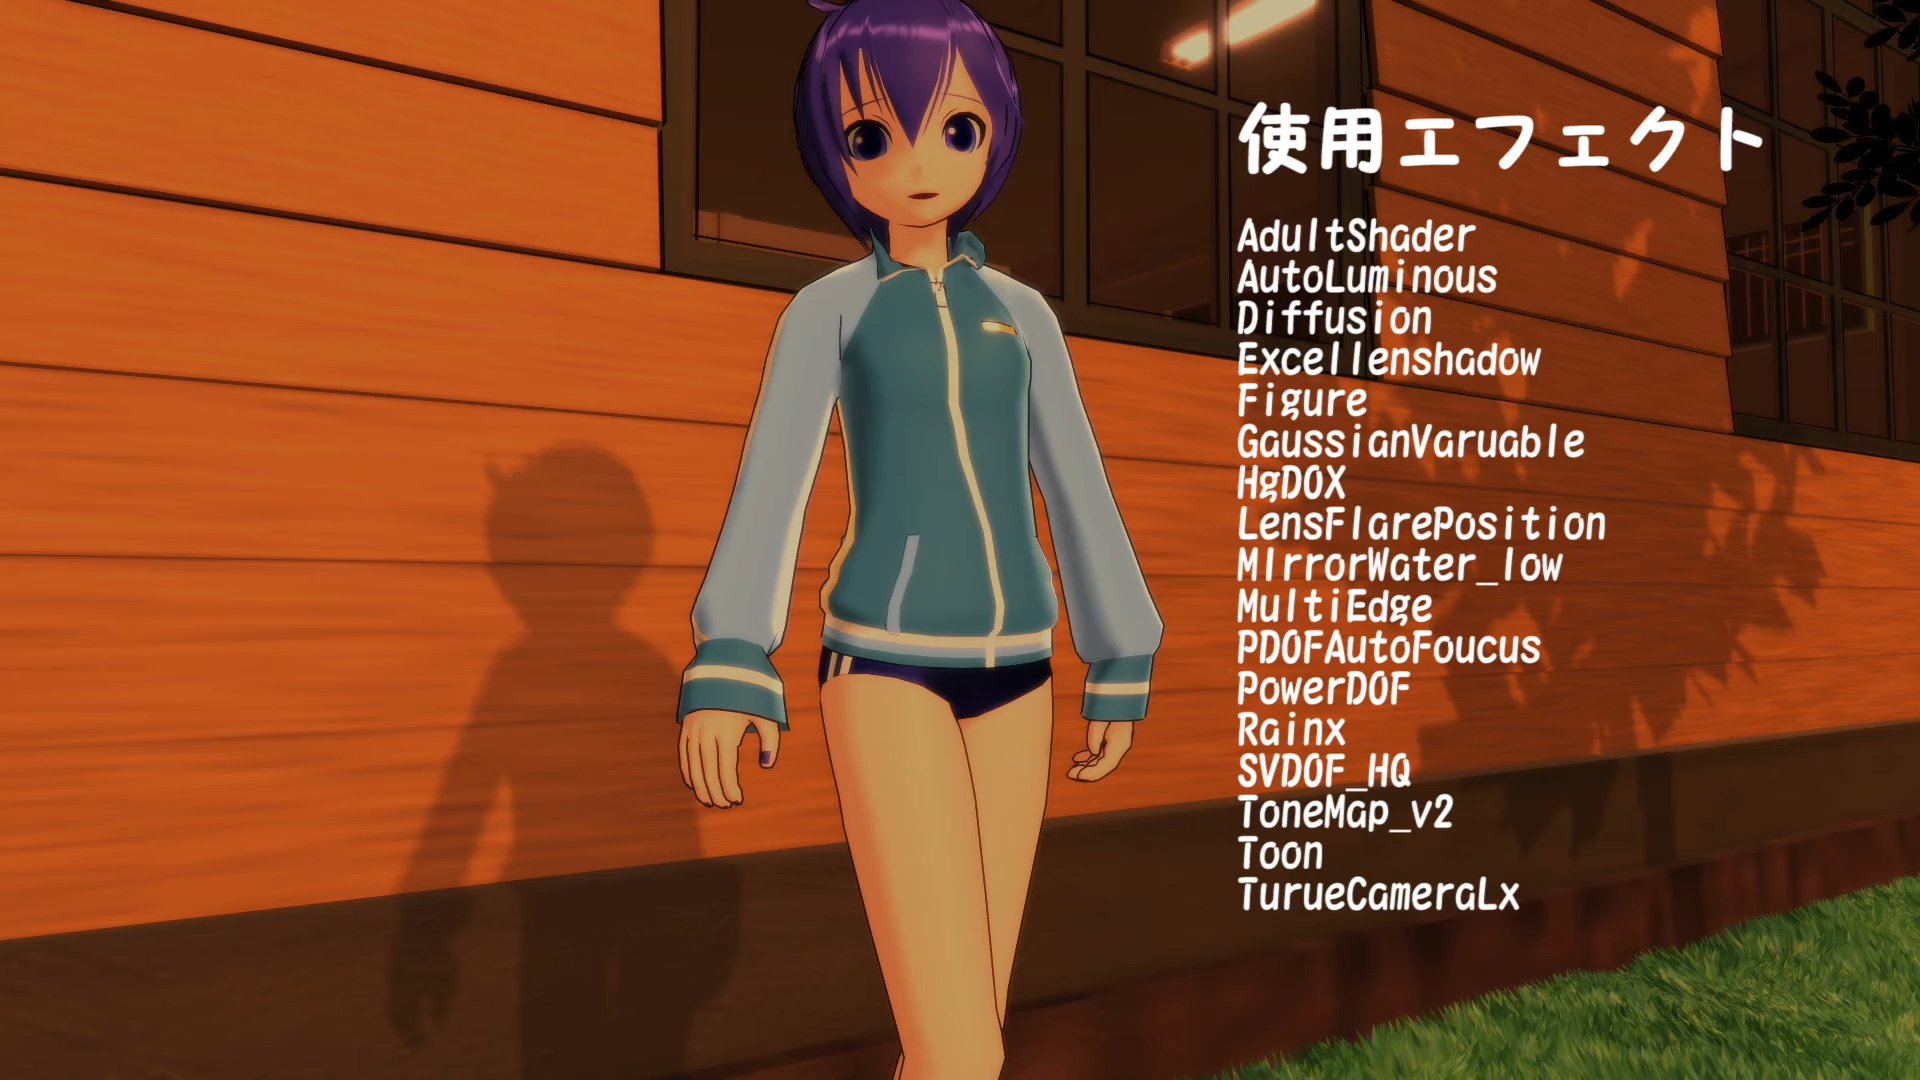 使用エフェクト
AdultShader
AutoLuminous
Diffusion
Excellenshadow
Figure
GaussianVaruable
HgDOX
LensFlarePosition
MIrrorWater_low
MultiEdge
PDOFAutoFoucus
PowerDOF
Rainx
SVDOF_HQ
ToneMap_v2
Toon
TurueCameraLx